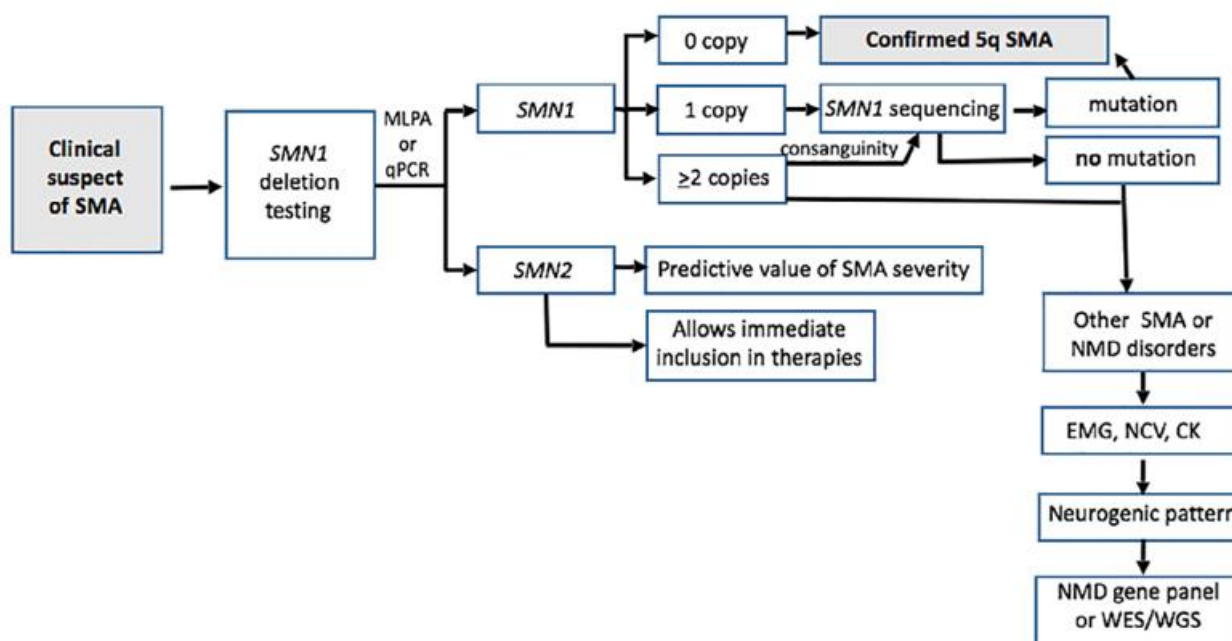 Clinical
suspect
of SMA
SMN1
deletion
testing
MLPA
or
qPCR
SMN1
0 copy
Confirmed 5q SMA
1 copy
SMN1 sequencing
mutation
consanguinity
≥2 copies
no mutation
SMN2
Predictive value of SMA severity
Allows immediate
inclusion in therapies
Other SMA or
NMD disorders
EMG, NCV, CK
Neurogenic pattern
NMD gene panel
or WES/WGS